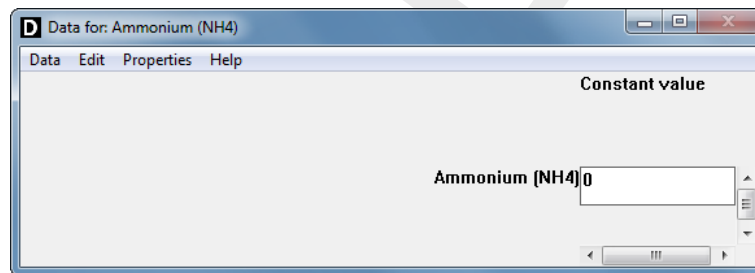 D Data for: Ammonium (NH4)
Data Edit Properties Help
Constant value
Ammonium (NH4) 0